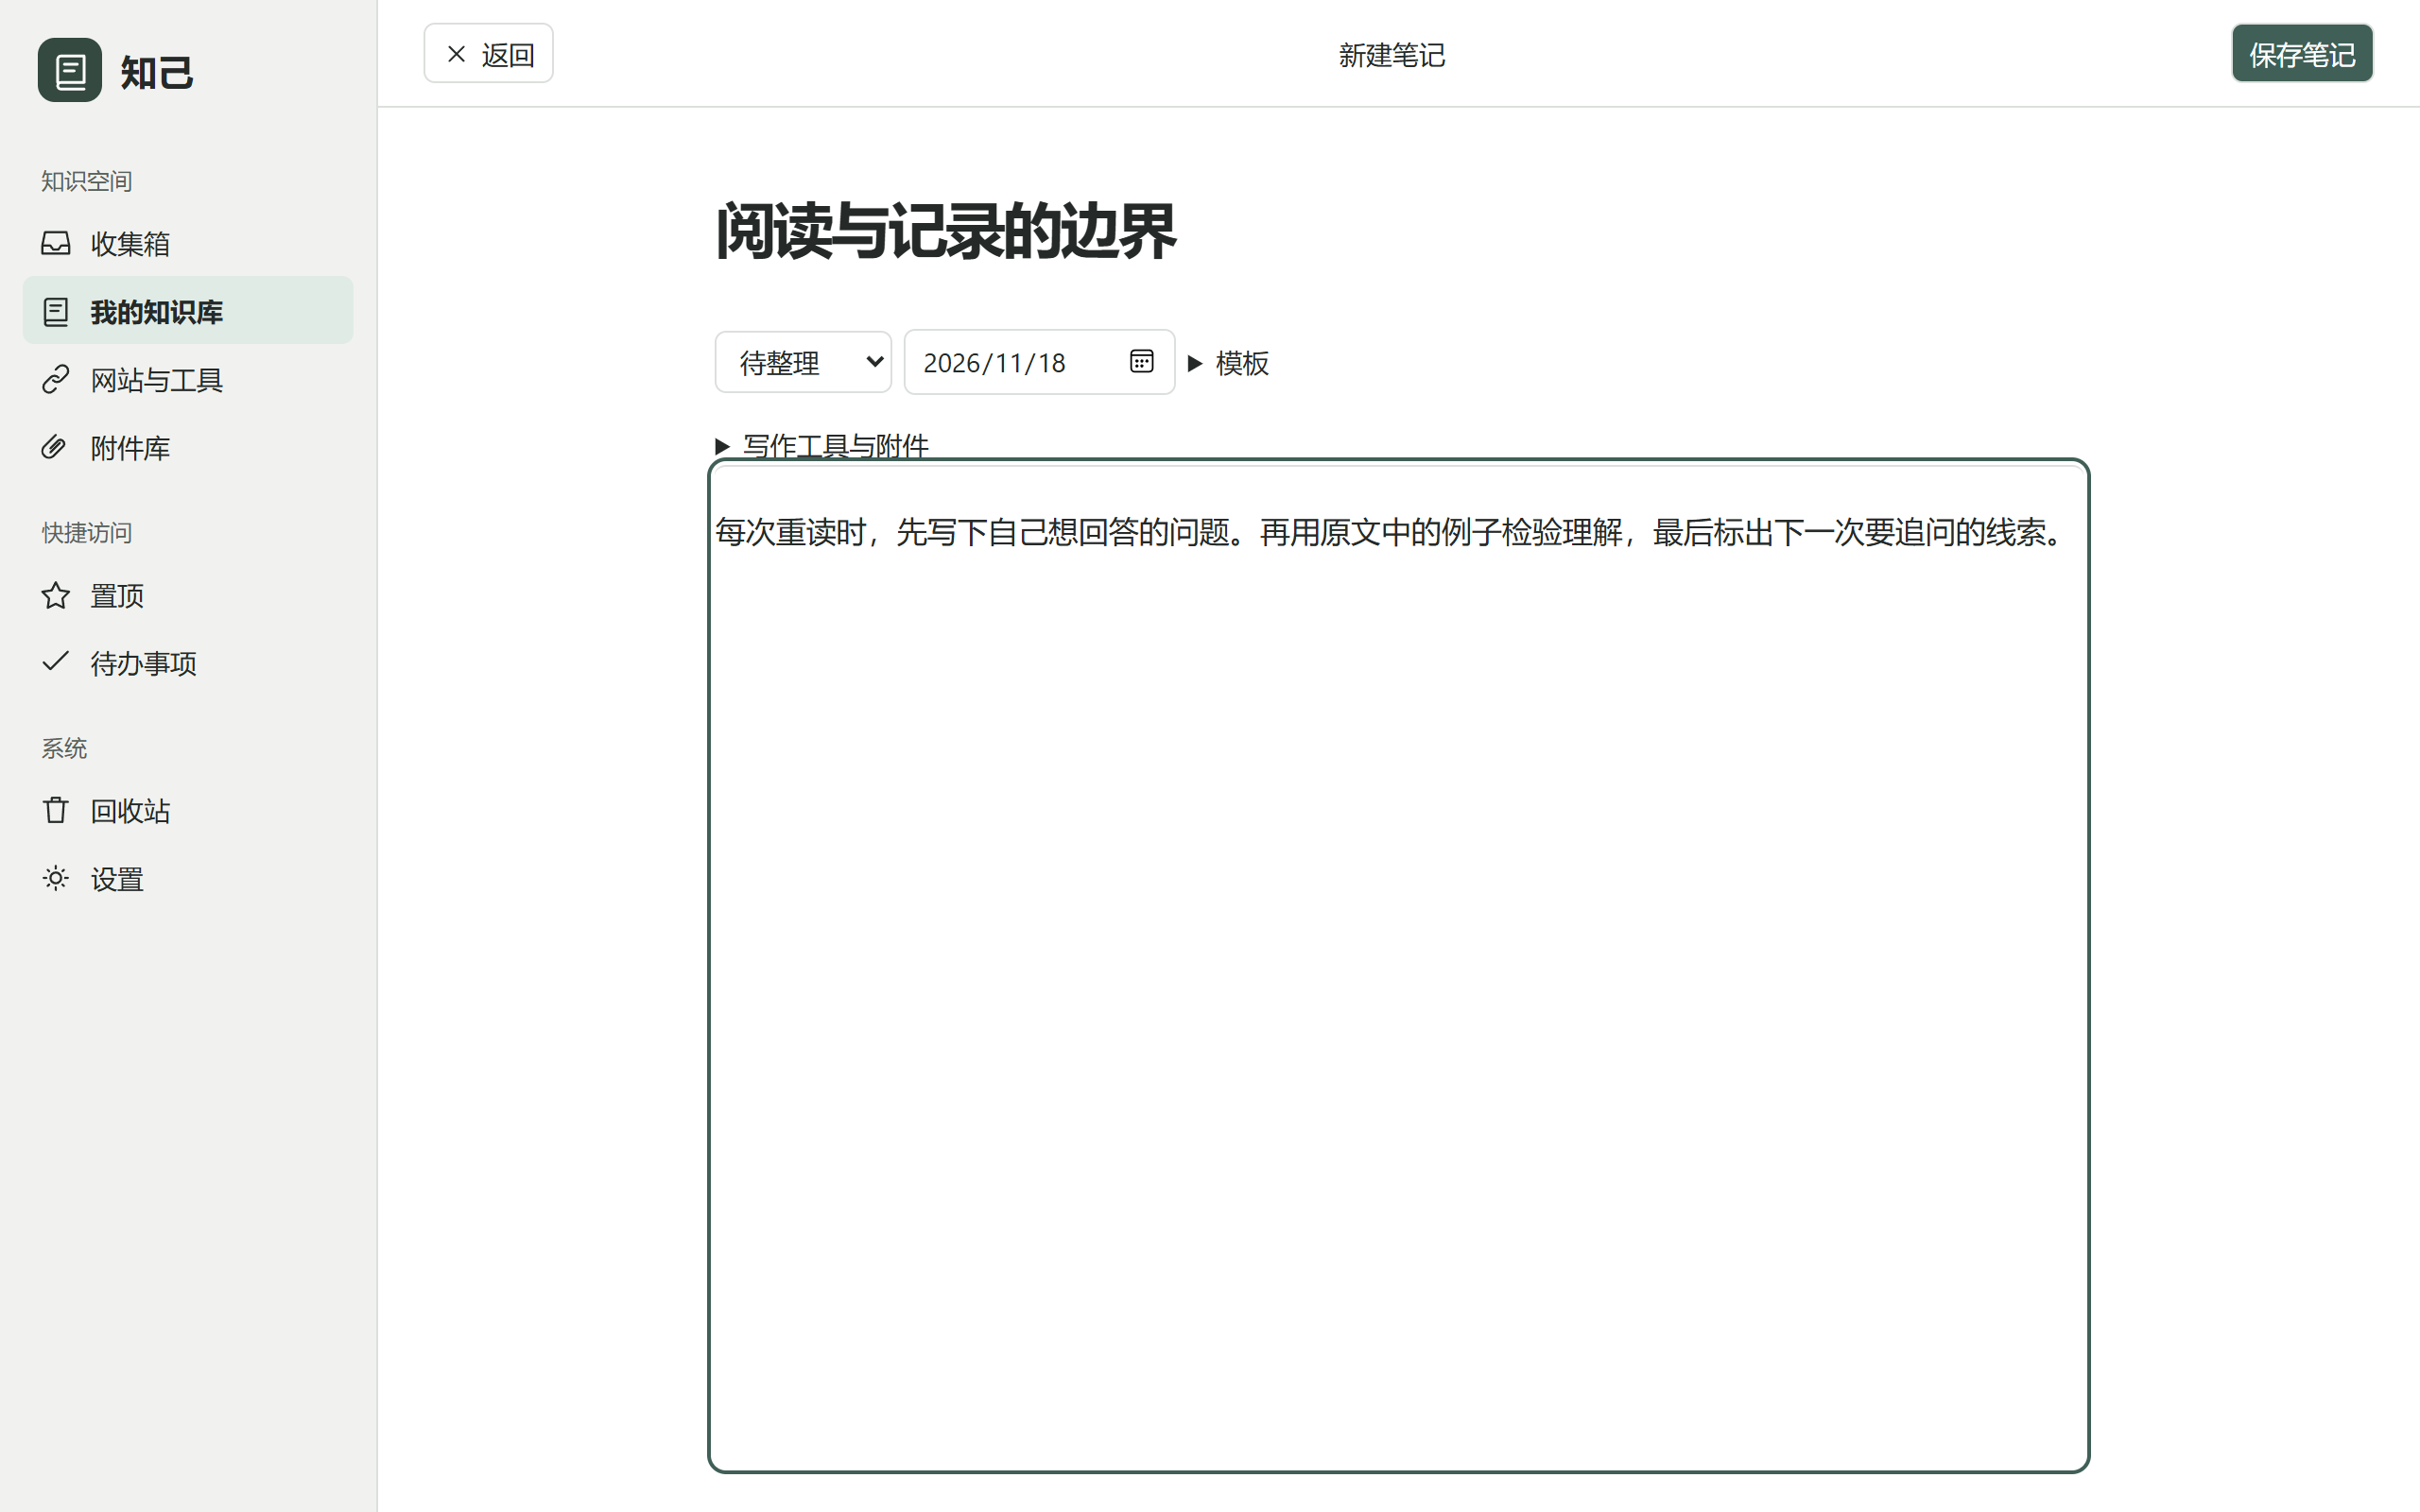 知己
知识空间
收集箱
我的知识库
网站与工具
附件库
快捷访问
置顶
待办事项
系统
回收站
设置
返回
新建笔记
保存笔记
阅读与记录的边界
待整理
2026/11/18
模板
写作工具与附件
每次重读时，先写下自己想回答的问题。再用原文中的例子检验理解，最后标出下一次要追问的线索。